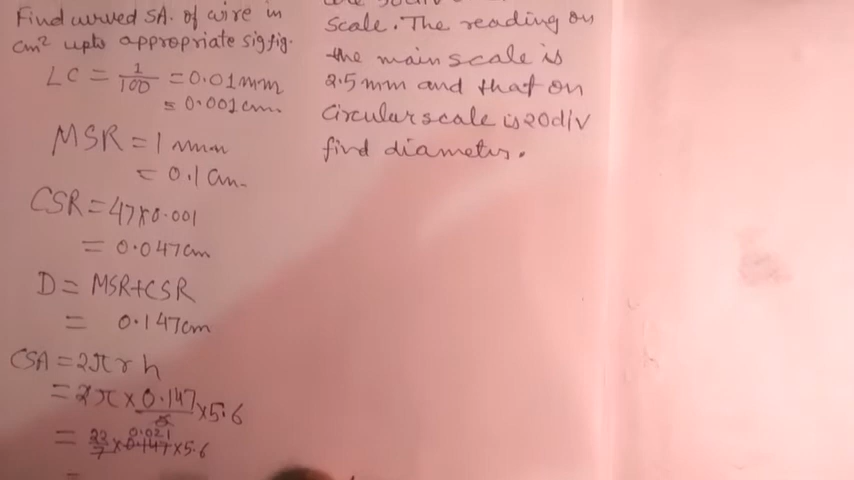 Find curved SA. of wire in
cm² upto appropriate sig fig.
LC = 1/100 = 0.01mm
= 0.001cm.
MSR = 1 mm
= 0.1 cm.
CSR = 47×0.001
= 0.047cm
D = MSR+CSR
= 0.147cm
CSA = 2πrh
= 2π × 0.147/2 ×5.6
= 22/7 × 0.147 0.021 ×5.6
=
scale. The reading on
the main scale is
2.5mm and that on
Circular scale is 20div
find diameter.